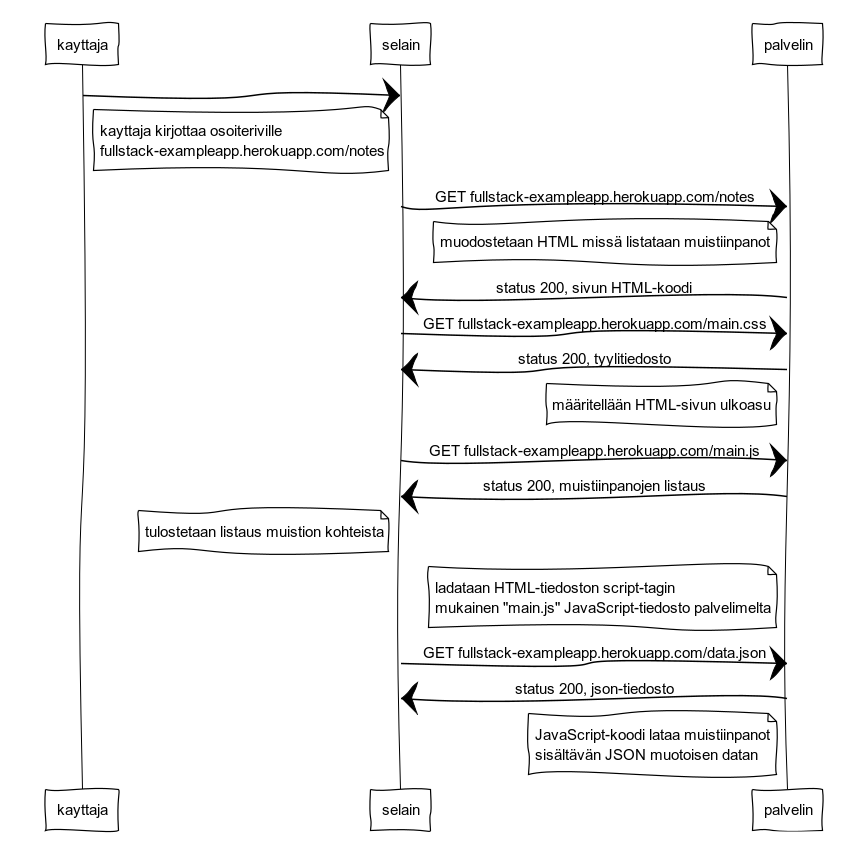 kayttaja
selain
palvelin
kayttaja kirjottaa osoiteriville
fullstack-exampleapp.herokuapp.com/notes
GET fullstack-exampleapp.herokuapp.com/notes
muodostetaan HTML missä listataan muistiinpanot
status 200, sivun HTML-koodi
GET fullstack-exampleapp.herokuapp.com/main.css
status 200, tyylitiedosto
määritellään HTML-sivun ulkoasu
GET fullstack-exampleapp.herokuapp.com/main.js
status 200, muistiinpanojen listaus
tulostetaan listaus muistion kohteista
ladataan HTML-tiedoston script-tagin
mukainen "main.js" JavaScript-tiedosto palvelimelta
GET fullstack-exampleapp.herokuapp.com/data.json
status 200, json-tiedosto
JavaScript-koodi lataa muistiinpanot
sisältävän JSON muotoisen datan
kayttaja
selain
palvelin